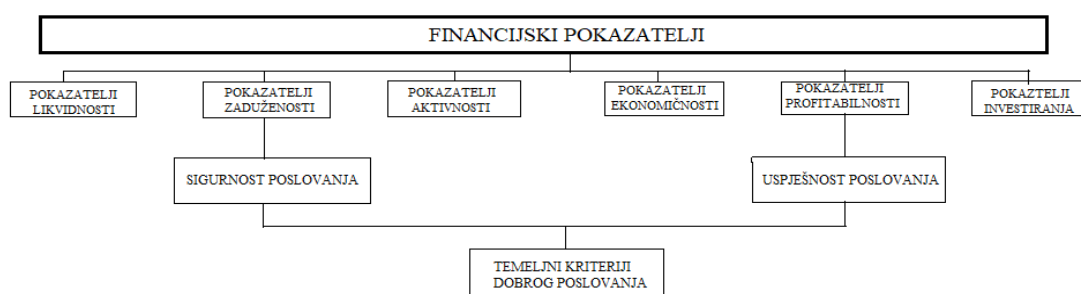 FINANCIJSKI POKAZATELJI
POKAZATELJI
LIKVIDNOSTI
POKAZATELJI
ZADUŽENOSTI
POKAZATELJI
AKTIVNOSTI
POKAZATELJI
EKONOMIČNOSTI
POKAZATELJI
PROFITABILNOSTI
POKAZTELJI
INVESTIRANJA
SIGURNOST POSLOVANJA
USPJEŠNOST POSLOVANJA
TEMELJNI KRITERIJI
DOBROG POSLOVANJA